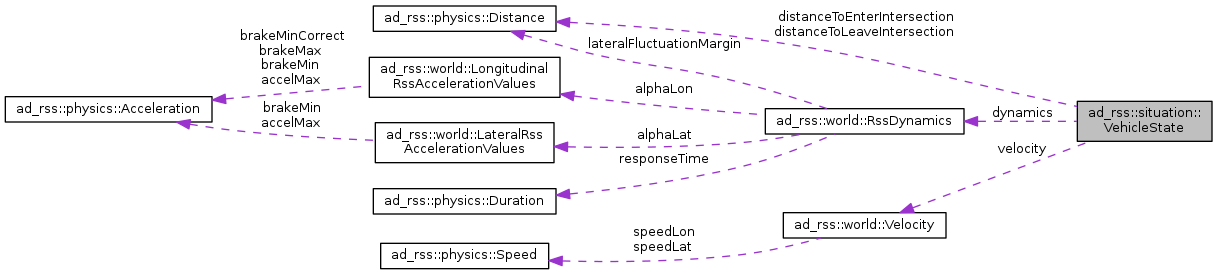 ad_rss::physics::Distance
distanceToEnterIntersection
distanceToLeaveIntersection
brakeMinCorrect
brakeMax
brakeMin
accelMax
lateralFluctuationMargin
ad_rss::world::Longitudinal
RssAccelerationValues
alphaLon
ad_rss::physics::Acceleration
brakeMin
accelMax
ad_rss::world::RssDynamics
dynamics
ad_rss::situation::
VehicleState
ad_rss::world::LateralRss
AccelerationValues
alphaLat
responseTime
velocity
ad_rss::physics::Duration
ad_rss::world::Velocity
speedLon
speedLat
ad_rss::physics::Speed